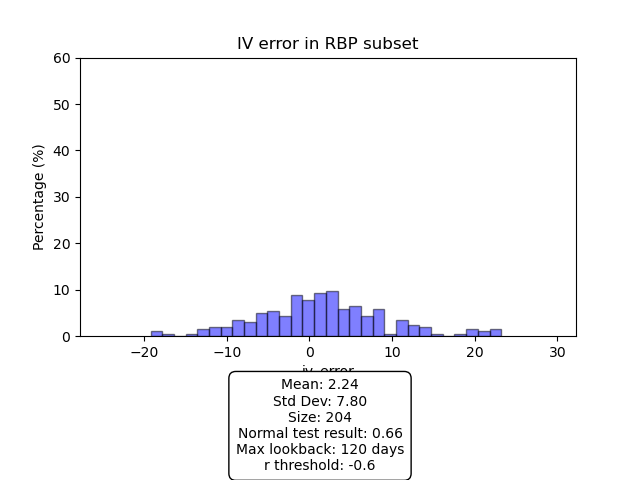 IV error in RBP subset
60
50
40
30
20
10
0
Percentage (%)
−20 −10 0 10 20 30
iv_error
Mean: 2.24
Std Dev: 7.80
Size: 204
Normal test result: 0.66
Max lookback: 120 days
r threshold: -0.6